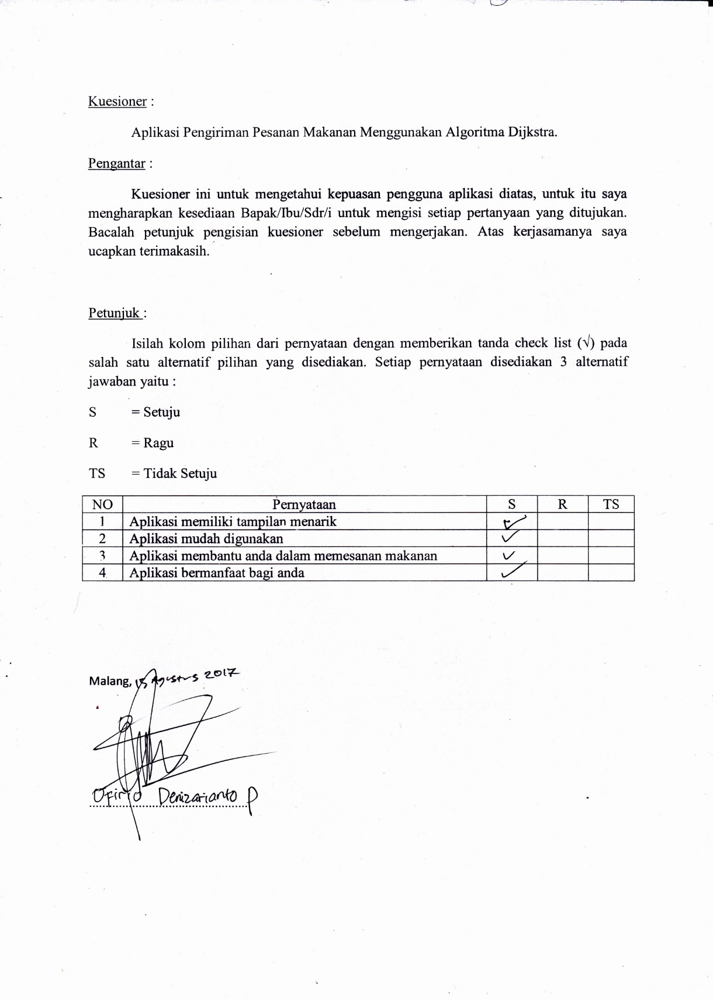 Kuesioner :
Aplikasi Pengiriman Pesanan Makanan Menggunakan Algoritma Dijkstra.
Pengantar :
Kuesioner ini untuk mengetahui kepuasan pengguna aplikasi diatas, untuk itu saya
mengharapkan kesediaan Bapak/Ibu/Sdr/i untuk mengisi setiap pertanyaan yang ditujukan.
Bacalah petunjuk pengisian kuesioner sebelum mengerjakan. Atas kerjasamanya saya
ucapkan terimakasih.
Petunjuk :
Isilah kolom pilihan dari pernyataan dengan memberikan tanda check list (√) pada
salah satu alternatif pilihan yang disediakan. Setiap pernyataan disediakan 3 alternatif
jawaban yaitu :
S = Setuju
R = Ragu
TS = Tidak Setuju
NO Pernyataan S R TS
1 Aplikasi memiliki tampilan menarik ✓
2 Aplikasi mudah digunakan ✓
3 Aplikasi membantu anda dalam memesanan makanan ✓
4 Aplikasi bermanfaat bagi anda ✓
Malang, 15 Agustus 2017
Denizarianto P